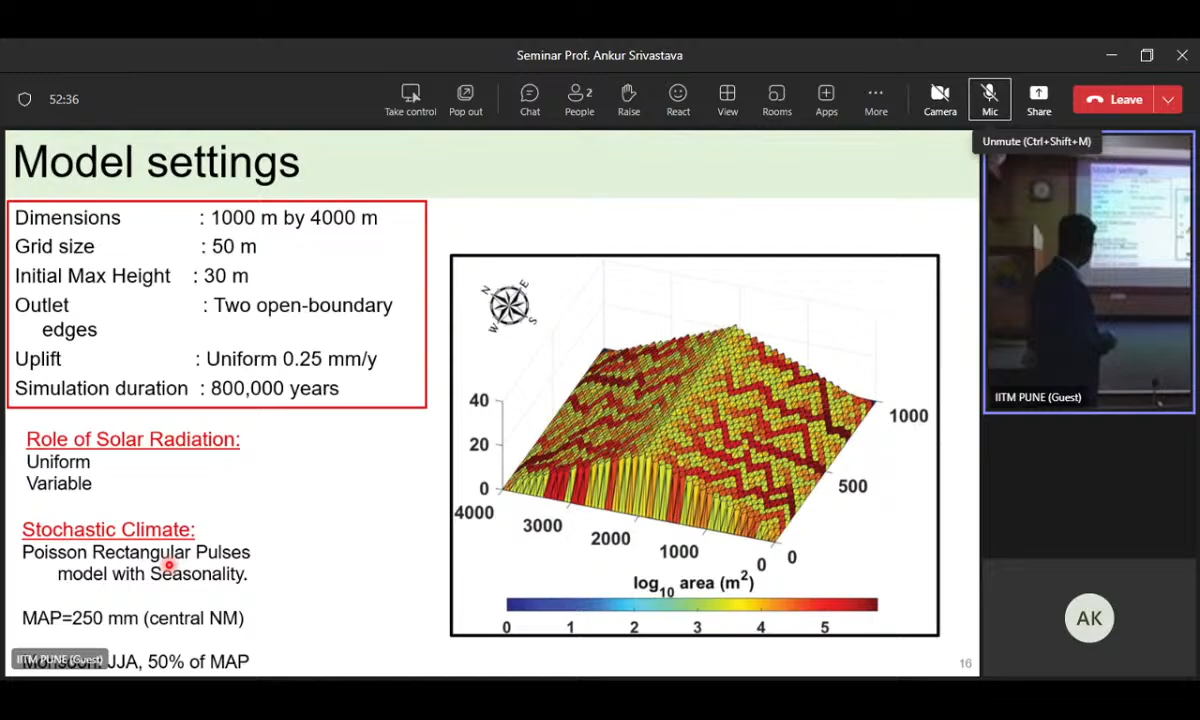 Seminar Prof. Ankur Srivastava
52:36
Take control
Pop out
Chat
2
People
Raise
React
View
Rooms
Apps
More
Camera
Mic
Share
Leave
Unmute (Ctrl+Shift+M)
Model settings
Dimensions : 1000 m by 4000 m
Grid size : 50 m
Initial Max Height : 30 m
Outlet : Two open-boundary
edges
Uplift : Uniform 0.25 mm/y
Simulation duration : 800,000 years
Role of Solar Radiation:
Uniform
Variable
Stochastic Climate:
Poisson Rectangular Pulses
model with Seasonality.
MAP=250 mm (central NM)
Monsoon: JJA, 50% of MAP
IITM PUNE (Guest)
N
E
W
S
40
20
0
4000
3000
2000
1000
0
0
500
1000
log10 area (m2)
0 1 2 3 4 5
16
Model settings
IITM PUNE (Guest)
AK